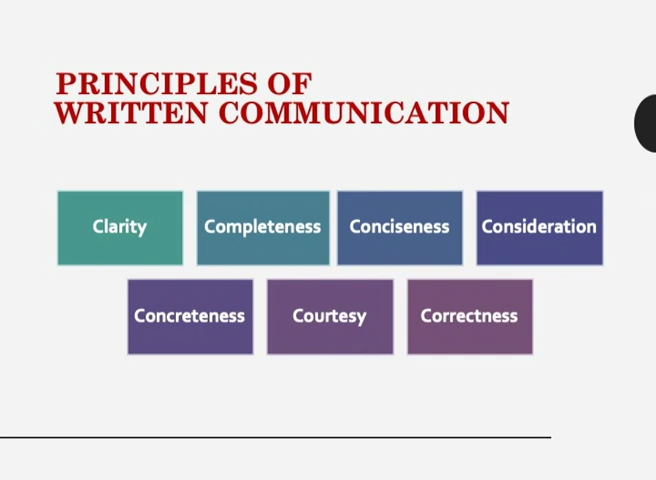 PRINCIPLES OF
WRITTEN COMMUNICATION
Clarity
Completeness
Conciseness
Consideration
Concreteness
Courtesy
Correctness